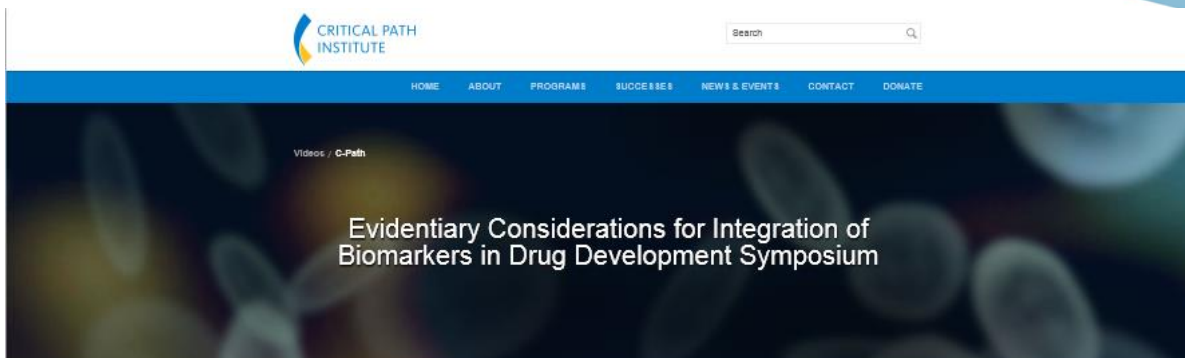 CRITICAL PATH
INSTITUTE
Search
HOME ABOUT PROGRAMS SUCCESSES NEWS & EVENTS CONTACT DONATE
Videos / C-Path
Evidentiary Considerations for Integration of
Biomarkers in Drug Development Symposium